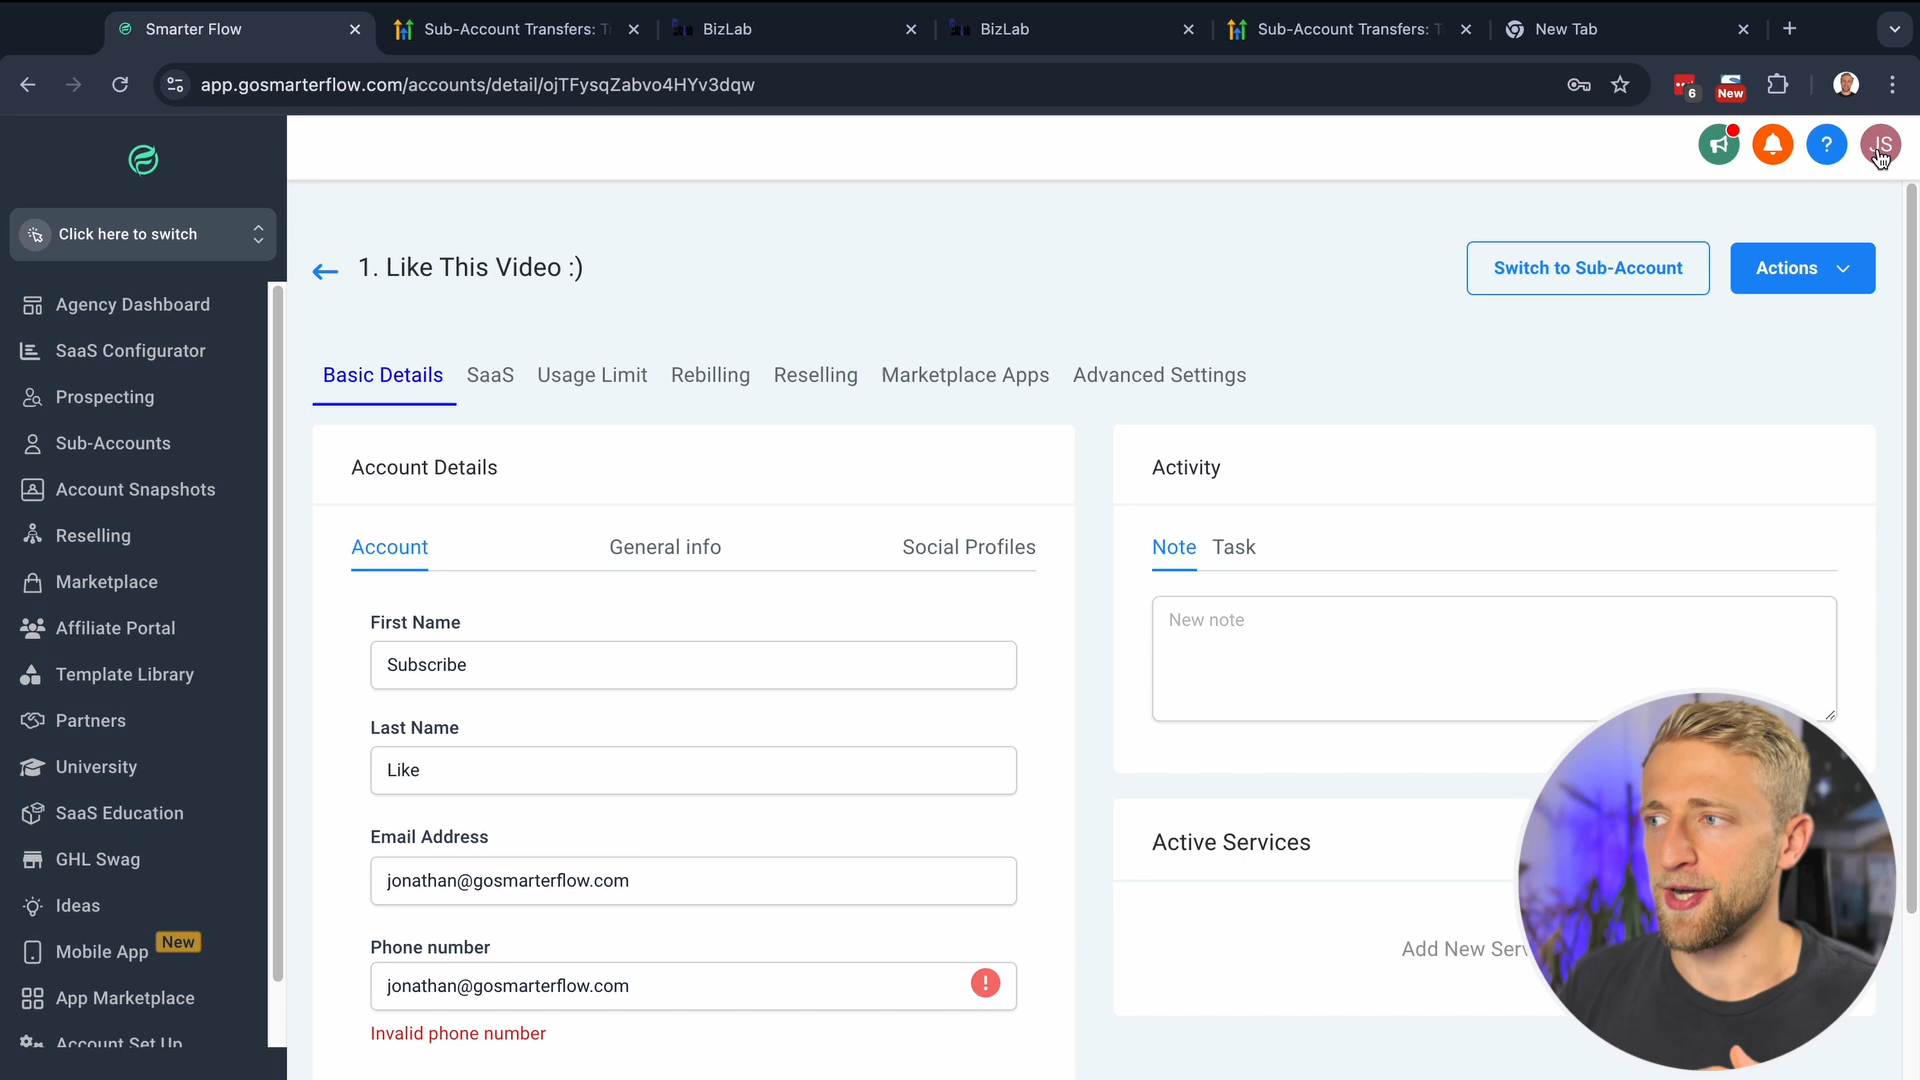 Smarter Flow
Sub-Account Transfers: T
BizLab
BizLab
Sub-Account Transfers: T
New Tab
app.gosmarterflow.com/accounts/detail/ojTFysqZabvo4HYv3dqw
6
New
?
JS
Click here to switch
1. Like This Video :)
Switch to Sub-Account
Actions
Agency Dashboard
SaaS Configurator
Prospecting
Sub-Accounts
Account Snapshots
Reselling
Marketplace
Affiliate Portal
Template Library
Partners
University
SaaS Education
GHL Swag
Ideas
Mobile App New
App Marketplace
Account Set Up
Basic Details
SaaS
Usage Limit
Rebilling
Reselling
Marketplace Apps
Advanced Settings
Account Details
Account
General info
Social Profiles
First Name
Subscribe
Last Name
Like
Email Address
jonathan@gosmarterflow.com
Phone number
jonathan@gosmarterflow.com
!
Invalid phone number
Activity
Note
Task
New note
Active Services
Add New Serv